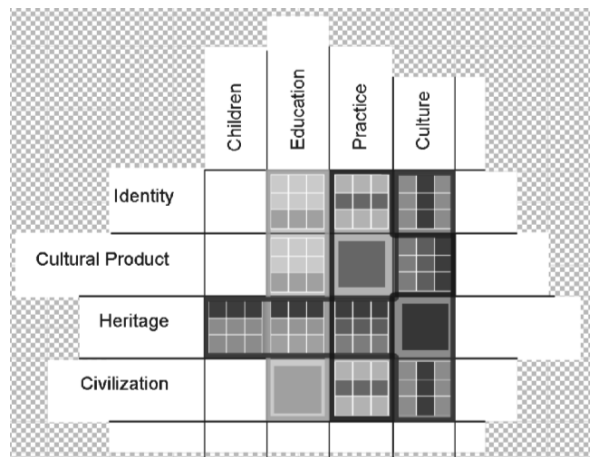 Children
Education
Practice
Culture
Identity
Cultural Product
Heritage
Civilization